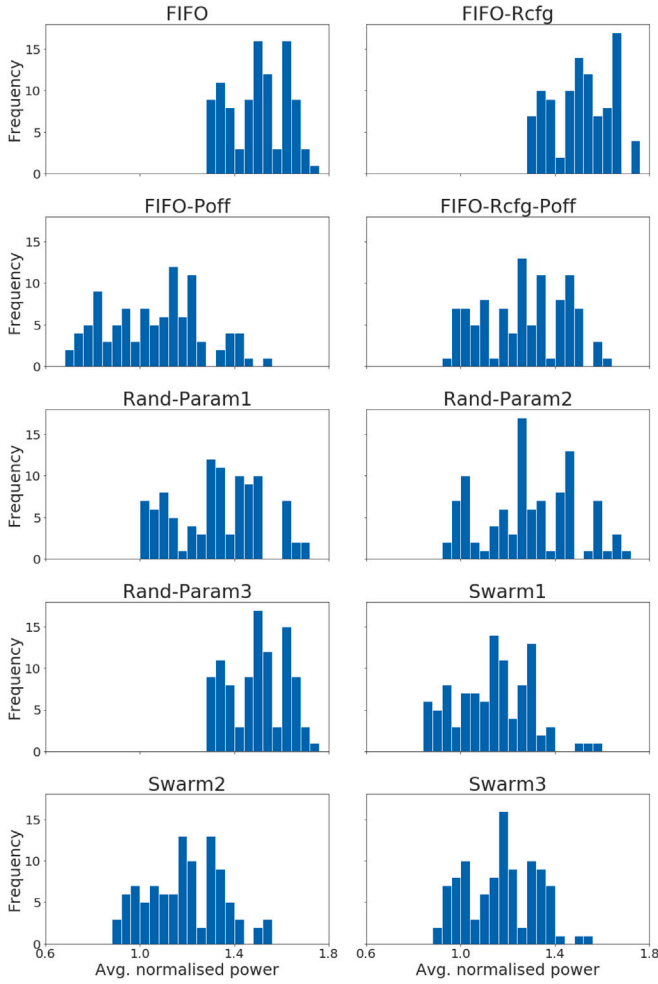 FIFO
FIFO-Rcfg
Frequency
15
10
5
0
FIFO-Poff
FIFO-Rcfg-Poff
Frequency
15
10
5
0
Rand-Param1
Rand-Param2
Frequency
15
10
5
0
Rand-Param3
Swarm1
Frequency
15
10
5
0
Swarm2
Swarm3
Frequency
15
10
5
0
0.6 1.0 1.4 1.8 1.0 1.4 1.8
Avg. normalised power Avg. normalised power